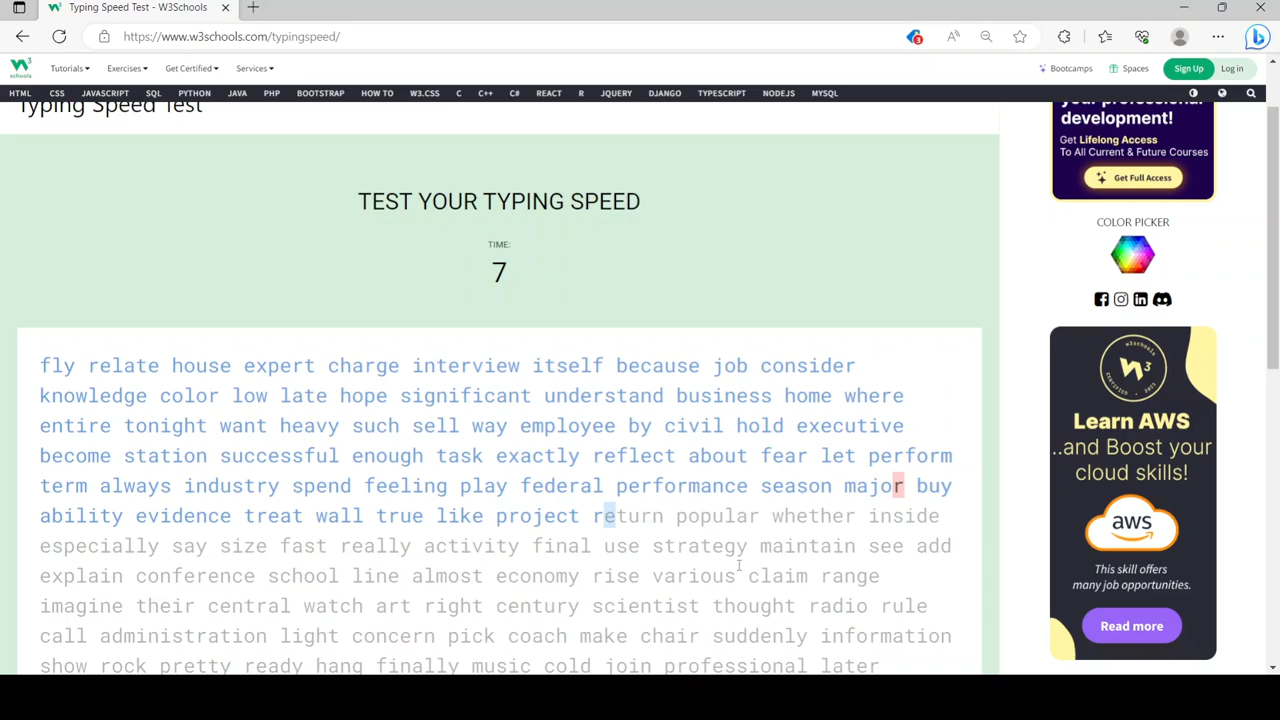 Typing Speed Test - W3Schools
https://www.w3schools.com/typingspeed/
3
W3 schools
Tutorials
Exercises
Get Certified
Services
Bootcamps
Spaces
Sign Up
Log in
HTML CSS JAVASCRIPT SQL PYTHON JAVA PHP BOOTSTRAP HOW TO W3.CSS C C++ C# REACT R JQUERY DJANGO TYPESCRIPT NODEJS MYSQL
Typing Speed Test
TEST YOUR TYPING SPEED
TIME:
7
fly relate house expert charge interview itself because job consider
knowledge color low late hope significant understand business home where
entire tonight want heavy such sell way employee by civil hold executive
become station successful enough task exactly reflect about fear let perform
term always industry spend feeling play federal performance season major buy
ability evidence treat wall true like project return popular whether inside
especially say size fast really activity final use strategy maintain see add
explain conference school line almost economy rise various claim range
imagine their central watch art right century scientist thought radio rule
call administration light concern pick coach make chair suddenly information
show rock pretty ready hang finally music cold join professional later
your professional
development!
Get Lifelong Access
To All Current & Future Courses
Get Full Access
COLOR PICKER
W3
Learn AWS
..and Boost your
cloud skills!
aws
This skill offers
many job opportunities.
Read more